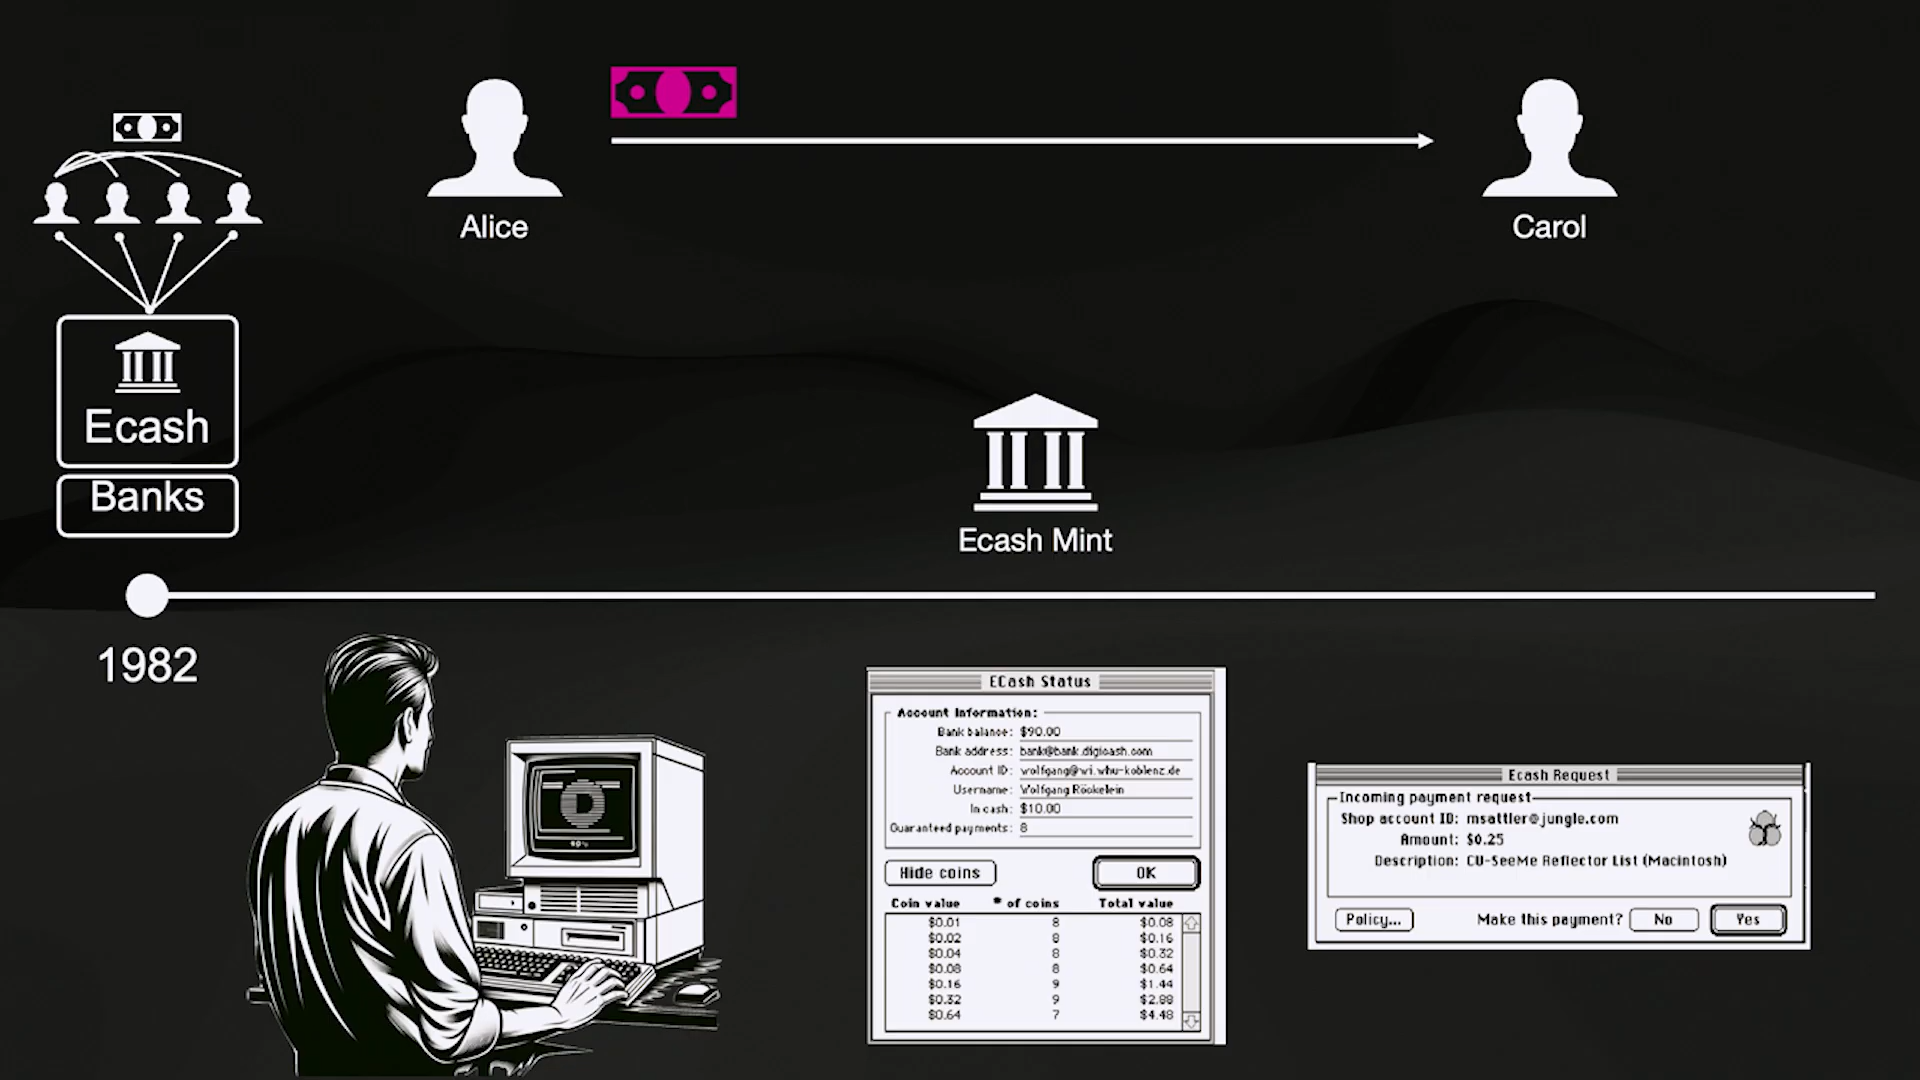 Alice
Carol
Ecash
Banks
Ecash Mint
1982
ECash Status
Account Information:
Bank balance: $90.00
Bank address: bank@bank.digicash.com
Account ID: wolfgang@wi.whu-koblenz.de
Username: Wolfgang Röckelein
In cash: $10.00
Guaranteed payments: 8
Hide coins OK
Coin value # of coins Total value
$0.01 8 $0.08
$0.02 8 $0.16
$0.04 8 $0.32
$0.08 8 $0.64
$0.16 9 $1.44
$0.32 9 $2.88
$0.64 7 $4.48
Ecash Request
Incoming payment request
Shop account ID: msattler@jungle.com
Amount: $0.25
Description: CU-SeeMe Reflector List (Macintosh)
Policy... Make this payment? No Yes